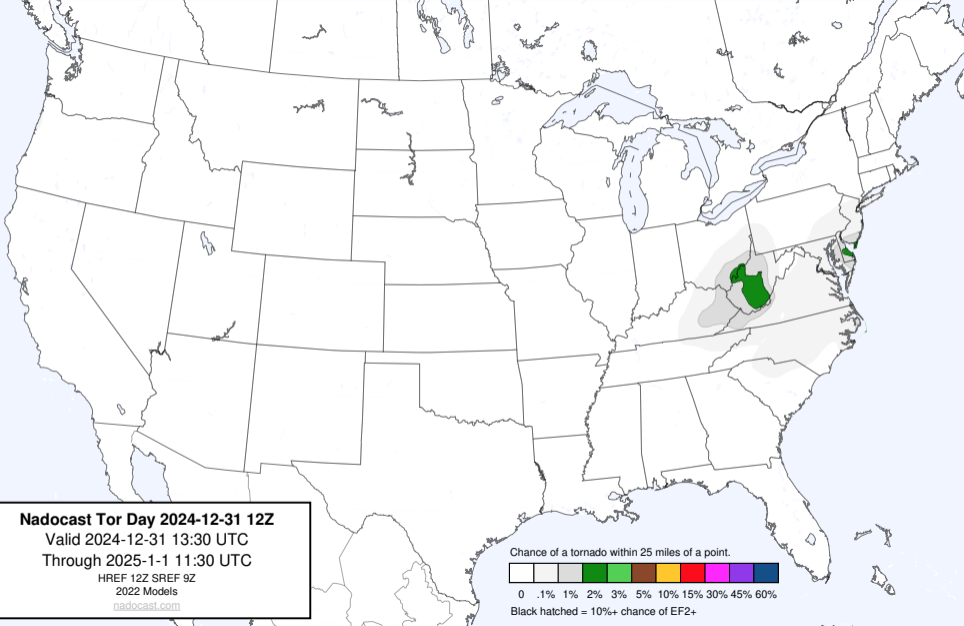 Nadocast Tor Day 2024-12-31 12Z
Valid 2024-12-31 13:30 UTC
Through 2025-1-1 11:30 UTC
HREF 12Z SREF 9Z
2022 Models
nadocast.com
Chance of a tornado within 25 miles of a point.
0 .1% 1% 2% 3% 5% 10% 15% 30% 45% 60%
Black hatched = 10%+ chance of EF2+